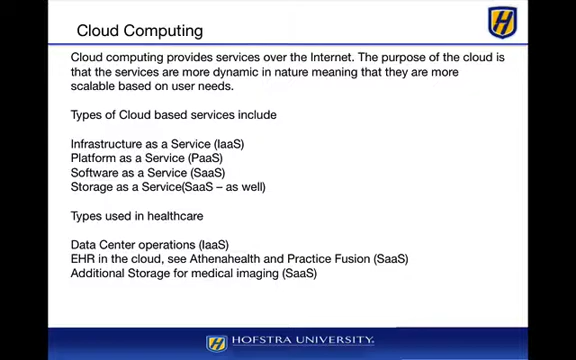 Cloud Computing
Cloud computing provides services over the Internet. The purpose of the cloud is
that the services are more dynamic in nature meaning that they are more
scalable based on user needs.
Types of Cloud based services include
Infrastructure as a Service (IaaS)
Platform as a Service (PaaS)
Software as a Service (SaaS)
Storage as a Service(SaaS – as well)
Types used in healthcare
Data Center operations (IaaS)
EHR in the cloud, see Athenahealth and Practice Fusion (SaaS)
Additional Storage for medical imaging (SaaS)
HOFSTRA UNIVERSITY